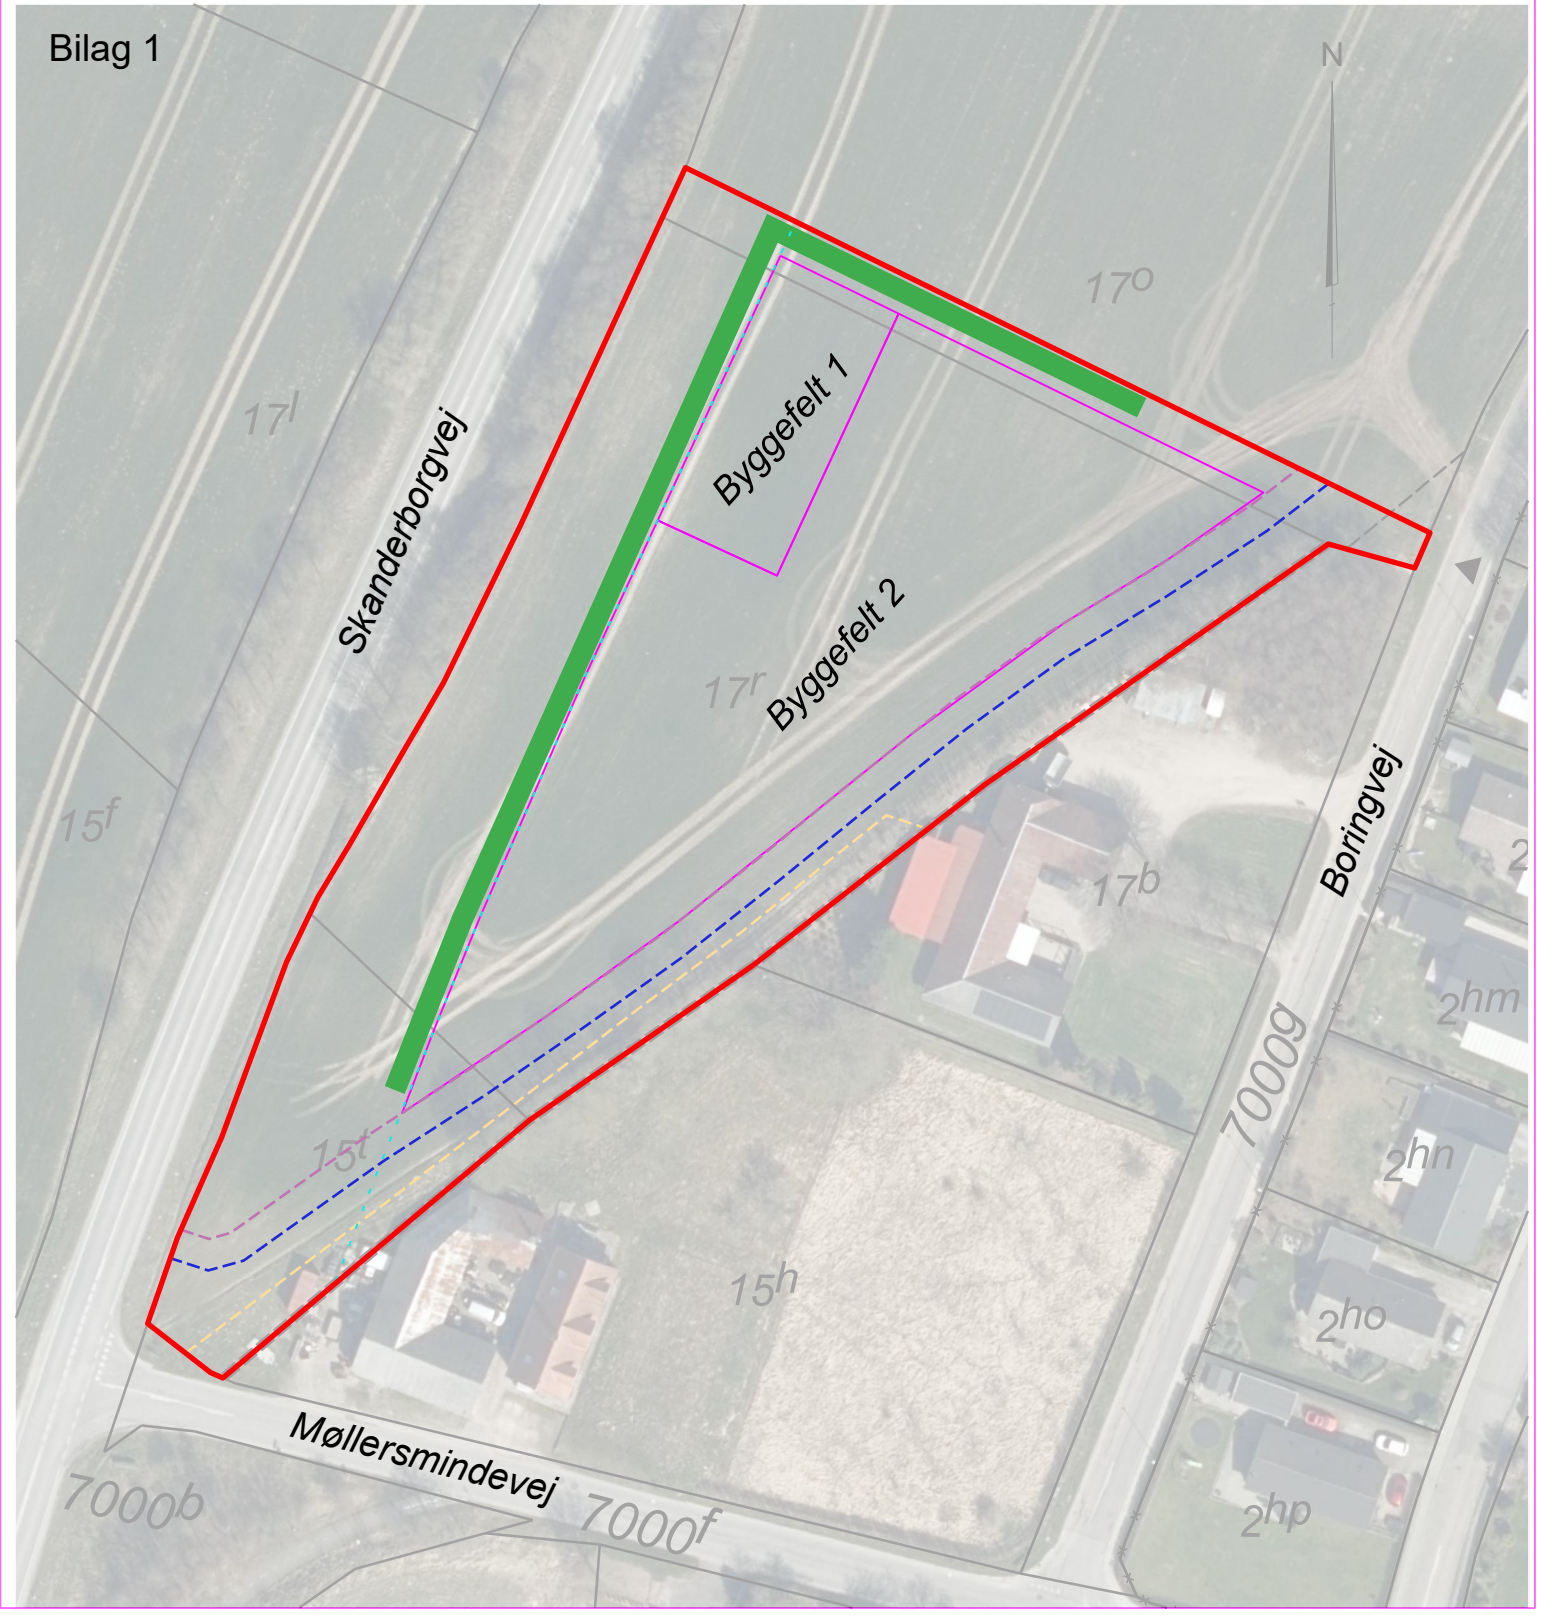 Bilag 1
N
17o
17l
Skanderborgvej
Byggefelt 1
Byggefelt 2
17r
15f
Boringvej
2
17b
2hm
7000g
15t
2hn
15h
2ho
Møllersmindevej
7000b
7000f
2hp